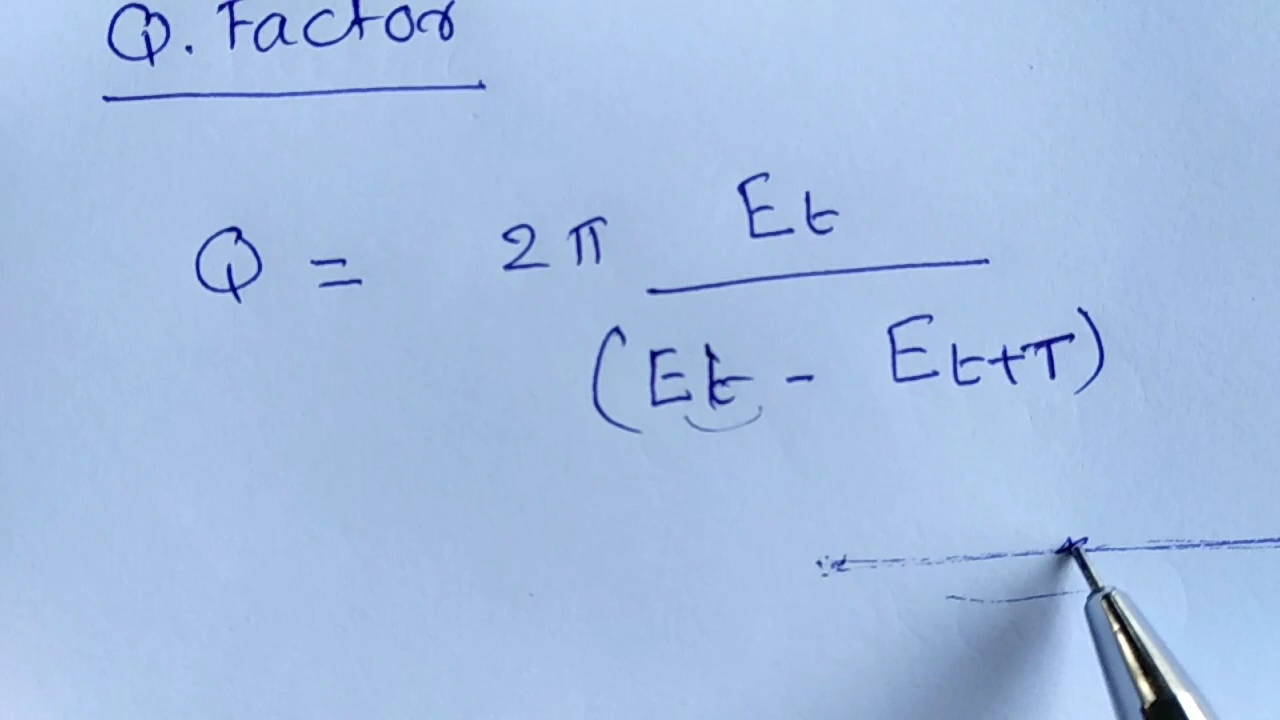 Q. Factor
Q = 2π Et
(Et - Et+T)